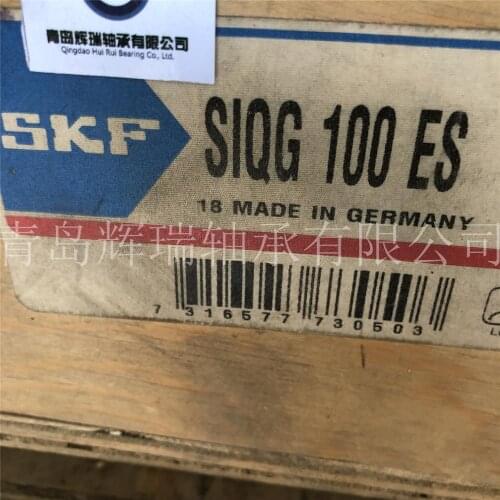 青岛辉瑞轴承有限公司
Qingdao Hui Rui Bearing Co., Ltd.
SKF
SIQG 100 ES
18 MADE IN GERMANY
青岛辉瑞轴承有限公司
7 316577 730503